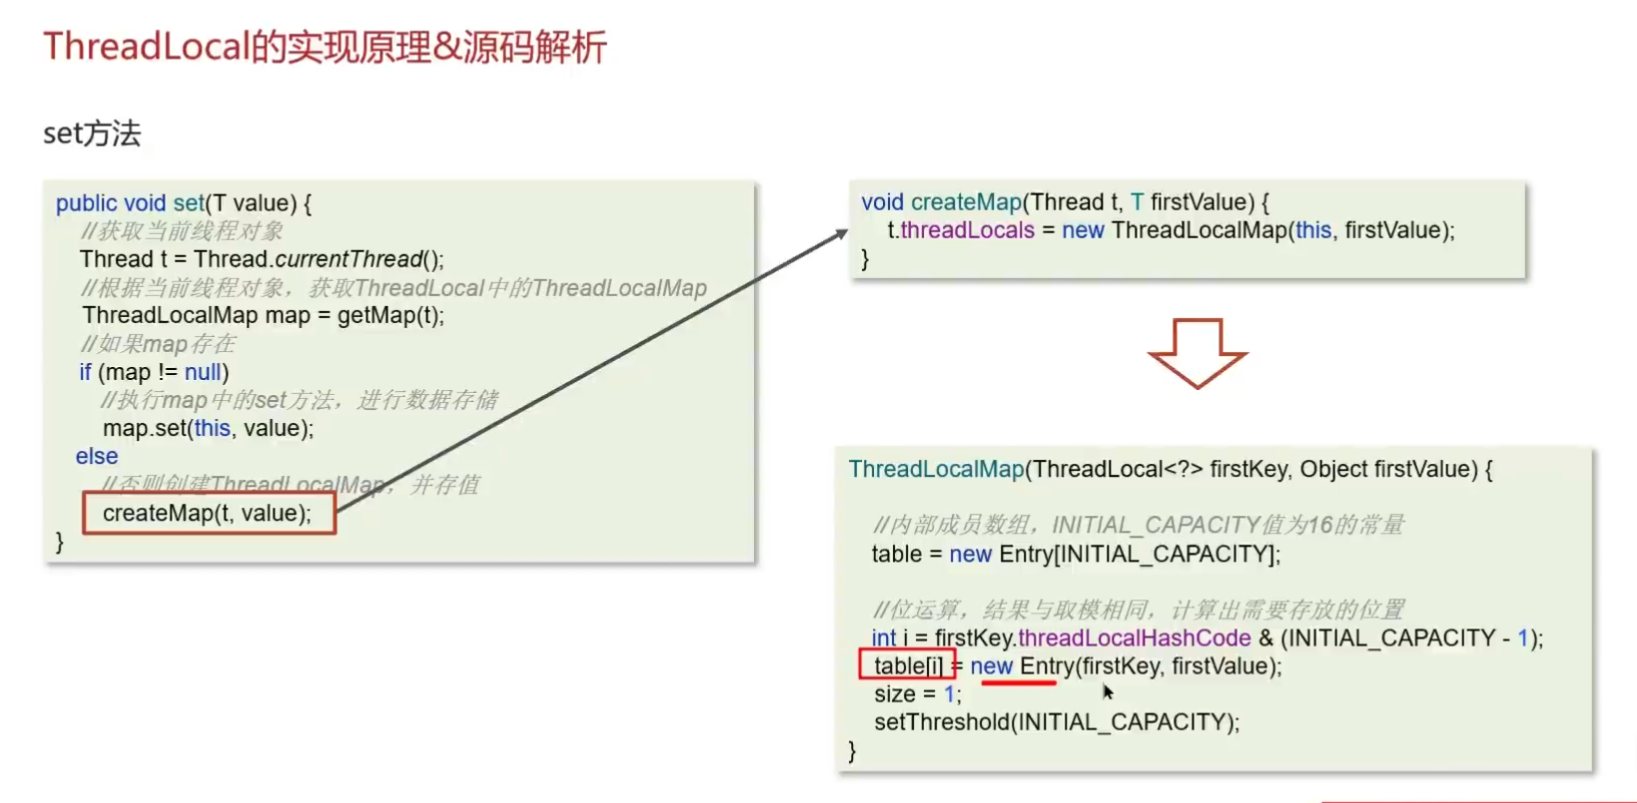 ThreadLocal的实现原理&源码解析
set方法
public void set(T value) {
//获取当前线程对象
Thread t = Thread.currentThread();
//根据当前线程对象，获取ThreadLocal中的ThreadLocalMap
ThreadLocalMap map = getMap(t);
//如果map存在
if (map != null)
//执行map中的set方法，进行数据存储
map.set(this, value);
else
//否则创建ThreadLocalMap，并存值
createMap(t, value);
}
void createMap(Thread t, T firstValue) {
t.threadLocals = new ThreadLocalMap(this, firstValue);
}
ThreadLocalMap(ThreadLocal<?> firstKey, Object firstValue) {
//内部成员数组，INITIAL_CAPACITY值为16的常量
table = new Entry[INITIAL_CAPACITY];
//位运算，结果与取模相同，计算出需要存放的位置
int i = firstKey.threadLocalHashCode & (INITIAL_CAPACITY - 1);
table[i] = new Entry(firstKey, firstValue);
size = 1;
setThreshold(INITIAL_CAPACITY);
}